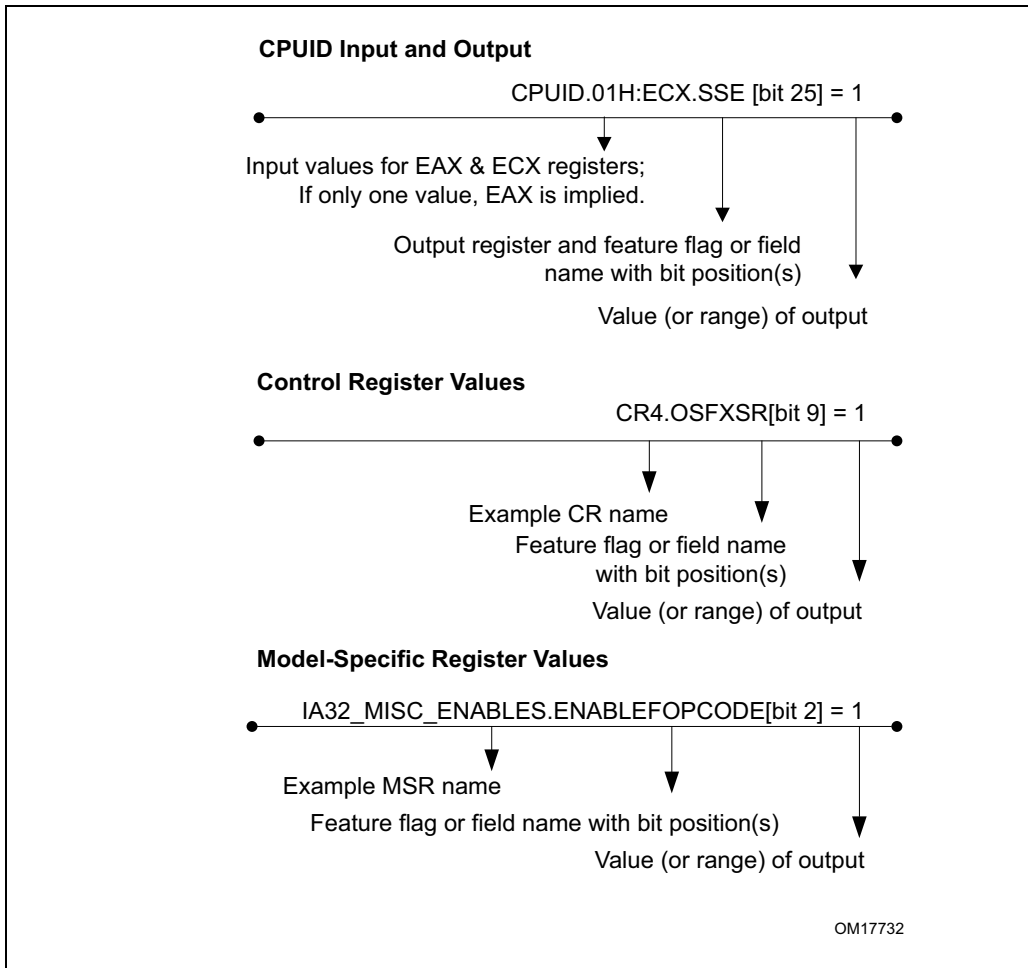 CPUID Input and Output
CPUID.01H:ECX.SSE [bit 25] = 1
Input values for EAX & ECX registers;
If only one value, EAX is implied.
Output register and feature flag or field
name with bit position(s)
Value (or range) of output
Control Register Values
CR4.OSFXSR[bit 9] = 1
Example CR name
Feature flag or field name
with bit position(s)
Value (or range) of output
Model-Specific Register Values
IA32_MISC_ENABLES.ENABLEFOPCODE[bit 2] = 1
Example MSR name
Feature flag or field name with bit position(s)
Value (or range) of output
OM17732